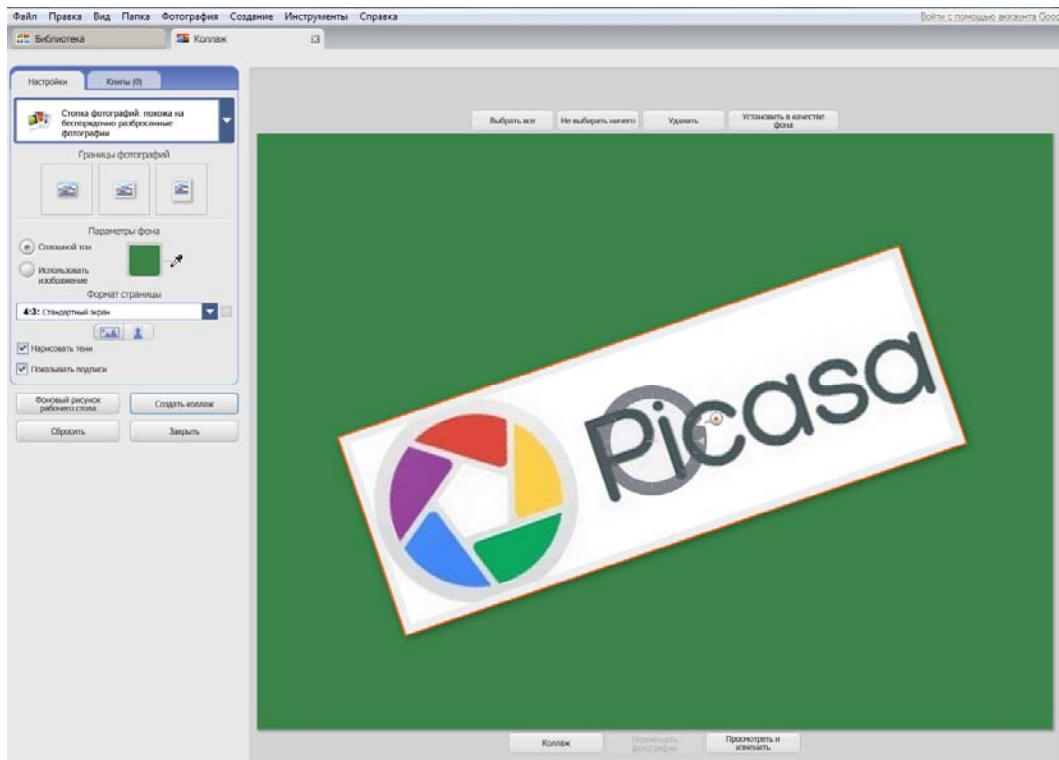 Файл Правка Вид Папка Фотография Создание Инструменты Справка
Войти с помощью аккаунта Goo
Библиотека
Коллаж
Настройки
Клипы (0)
Стопка фотографий: похожа на
беспорядочно разбросанные
фотографии
Границы фотографий
Параметры фона
Сплошной тон
Использовать
изображение
Формат страницы
4:3: Стандартный экран
Нарисовать тени
Показывать подписи
Фоновый рисунок
рабочего стола
Создать коллаж
Сбросить
Закрыть
Выбрать все
Не выбирать ничего
Удалить
Установить в качестве
фона
Picasa
Коллаж
Перемешать
фотографии
Просмотреть и
изменить